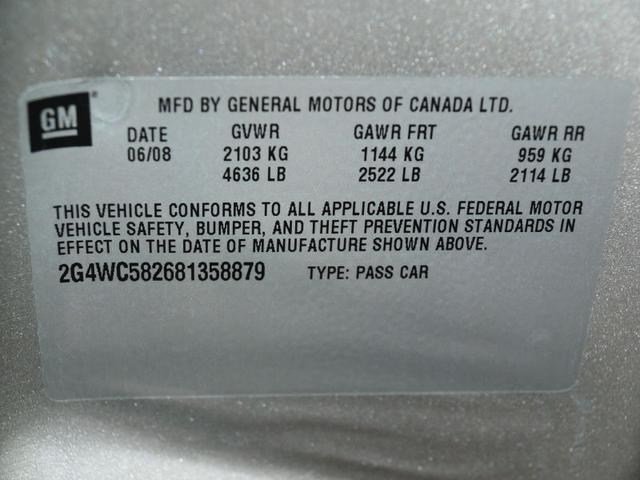 GM
MFD BY GENERAL MOTORS OF CANADA LTD.
DATE GVWR GAWR FRT GAWR RR
06/08 2103 KG 1144 KG 959 KG
4636 LB 2522 LB 2114 LB
THIS VEHICLE CONFORMS TO ALL APPLICABLE U.S. FEDERAL MOTOR
VEHICLE SAFETY, BUMPER, AND THEFT PREVENTION STANDARDS IN
EFFECT ON THE DATE OF MANUFACTURE SHOWN ABOVE.
2G4WC582681358879 TYPE: PASS CAR